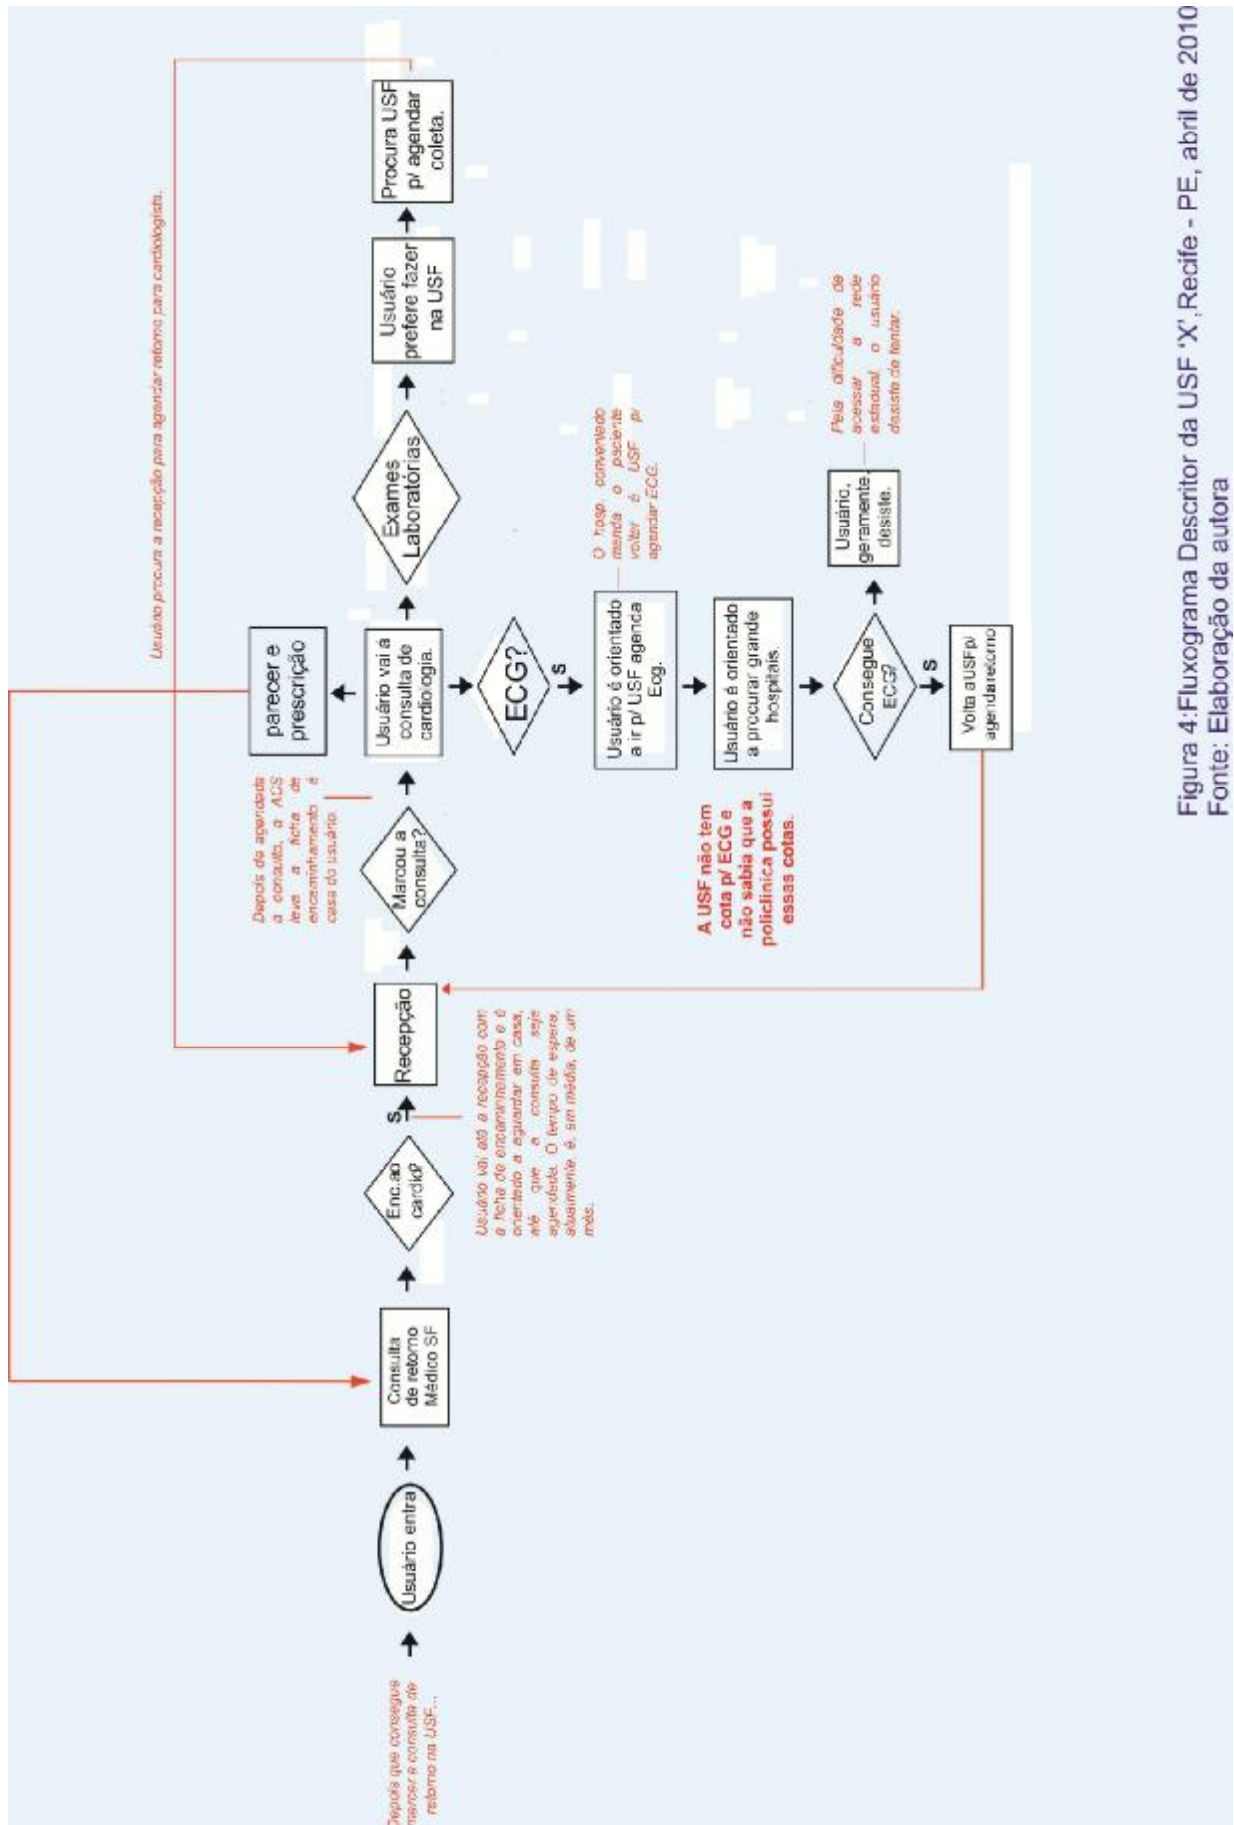 Depois que consegue
marcar a consulta de
retorno na USF...
Usuário entra
Consulta
de retorno
Médico SF
Enc.ao
cardio?
S
Usuário vai até a recepção com
a ficha de encaminhamento e é
orientado a aguardar em casa,
até que a consulta seja
agendada. O tempo de espera,
atualmente, é, em média, de um
mês.
Recepção
Marcou a
consulta?
Depois de agendada
a consulta, a ACS
leva a ficha de
encaminhamento à
casa do usuário.
Usuário vai à
consulta de
cardiologia.
parecer e
prescrição
Usuário procura a recepção para agendar retorno para cardiologista.
Exames
Laboratórias
Usuário
prefere fazer
na USF
Procura USF
p/ agendar
coleta.
ECG?
S
Usuário é orientado
a ir p/ USF agenda
Ecg.
O hosp. conveniado
manda o paciente
volter é USF p/
agendar ECG.
Usuário é orientado
a procurar grande
hospitais.
A USF não tem
cota p/ ECG e
não sabia que a
policlínica possui
essas cotas.
Consegue
ECG?
Usuário,
geramente,
desiste.
Pela dificuldade de
acessar a rede
estadual, o usuário
desiste de tentar.
S
Volta aUSFp/
agendarretorno
Figura 4:Fluxograma Descritor da USF 'X',Recife - PE, abril de 2010
Fonte: Elaboração da autora